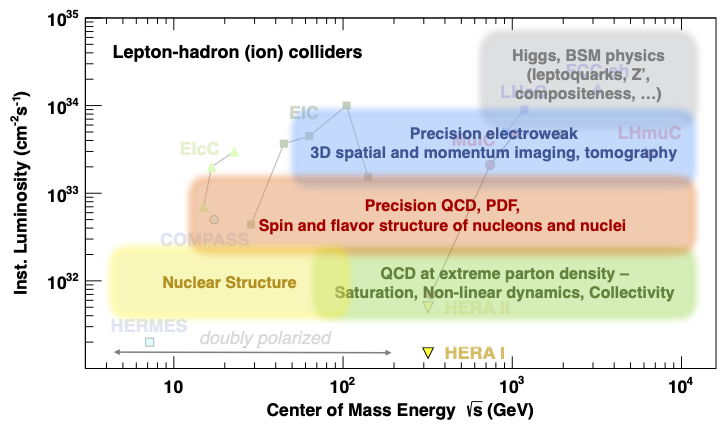 10^35
Lepton-hadron (ion) colliders
Higgs, BSM physics
(leptoquarks, Z',
compositeness, ...)
FCC-eh
LHeC
10^34
EIC
Precision electroweak
3D spatial and momentum imaging, tomography
MuIC
LHmuC
EIcC
Inst. Luminosity (cm^-2s^-1)
10^33
Precision QCD, PDF,
Spin and flavor structure of nucleons and nuclei
COMPASS
10^32
Nuclear Structure
QCD at extreme parton density –
Saturation, Non-linear dynamics, Collectivity
HERA II
HERMES
doubly polarized
HERA I
10
10^2
10^3
10^4
Center of Mass Energy √s (GeV)